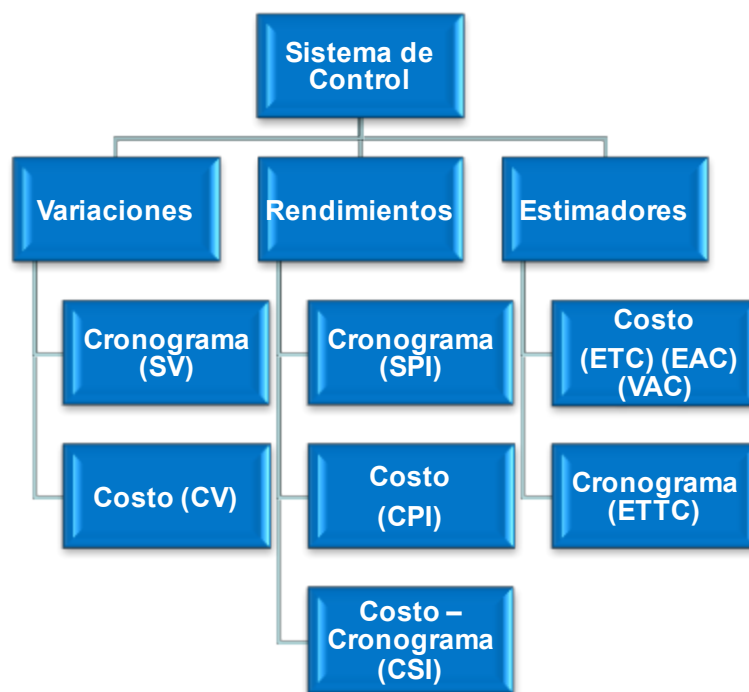 Sistema de
Control
Variaciones
Rendimientos
Estimadores
Cronograma
(SV)
Cronograma
(SPI)
Costo
(ETC) (EAC)
(VAC)
Costo (CV)
Costo
(CPI)
Cronograma
(ETTC)
Costo –
Cronograma
(CSI)